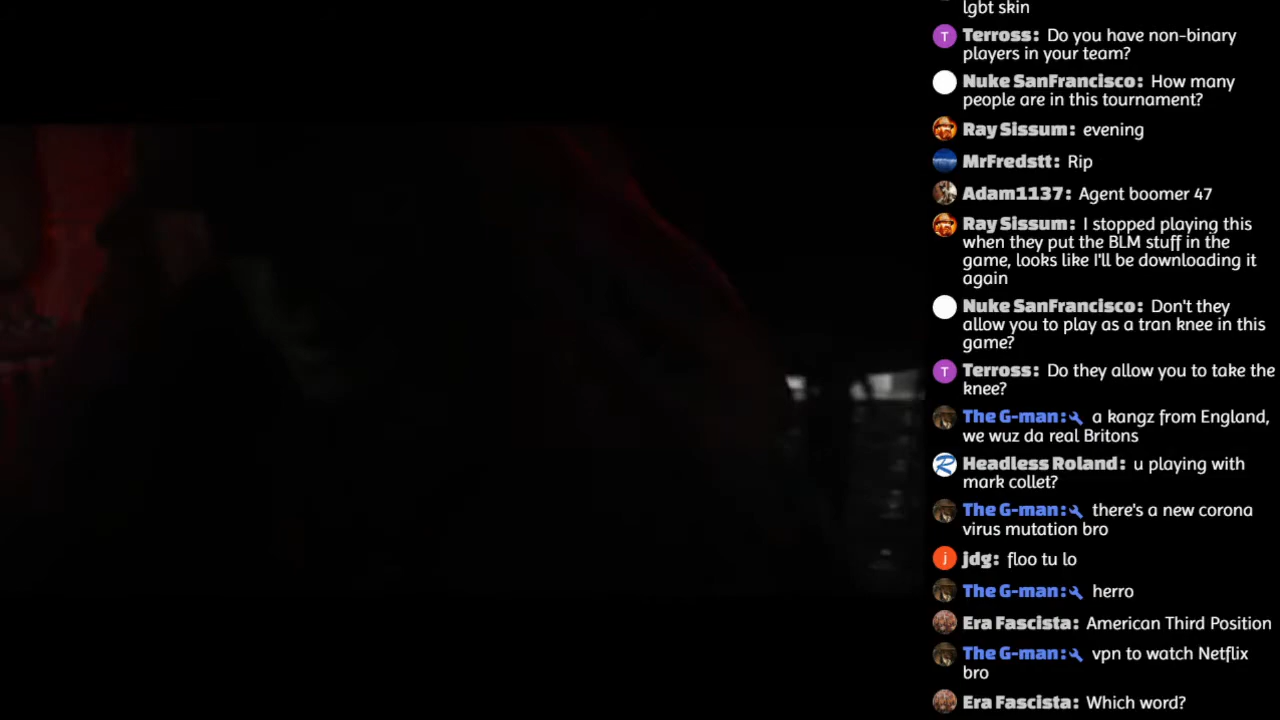 lgbt skin
T Terross: Do you have non-binary
players in your team?
Nuke SanFrancisco: How many
people are in this tournament?
Ray Sissum: evening
MrFredstt: Rip
Adam1137: Agent boomer 47
Ray Sissum: I stopped playing this
when they put the BLM stuff in the
game, looks like I'll be downloading it
again
Nuke SanFrancisco: Don't they
allow you to play as a tran knee in this
game?
T Terross: Do they allow you to take the
knee?
The G-man: a kangz from England,
we wuz da real Britons
R Headless Roland: u playing with
mark collet?
The G-man: there's a new corona
virus mutation bro
j jdg: floo tu lo
The G-man: herro
Era Fascista: American Third Position
The G-man: vpn to watch Netflix
bro
Era Fascista: Which word?